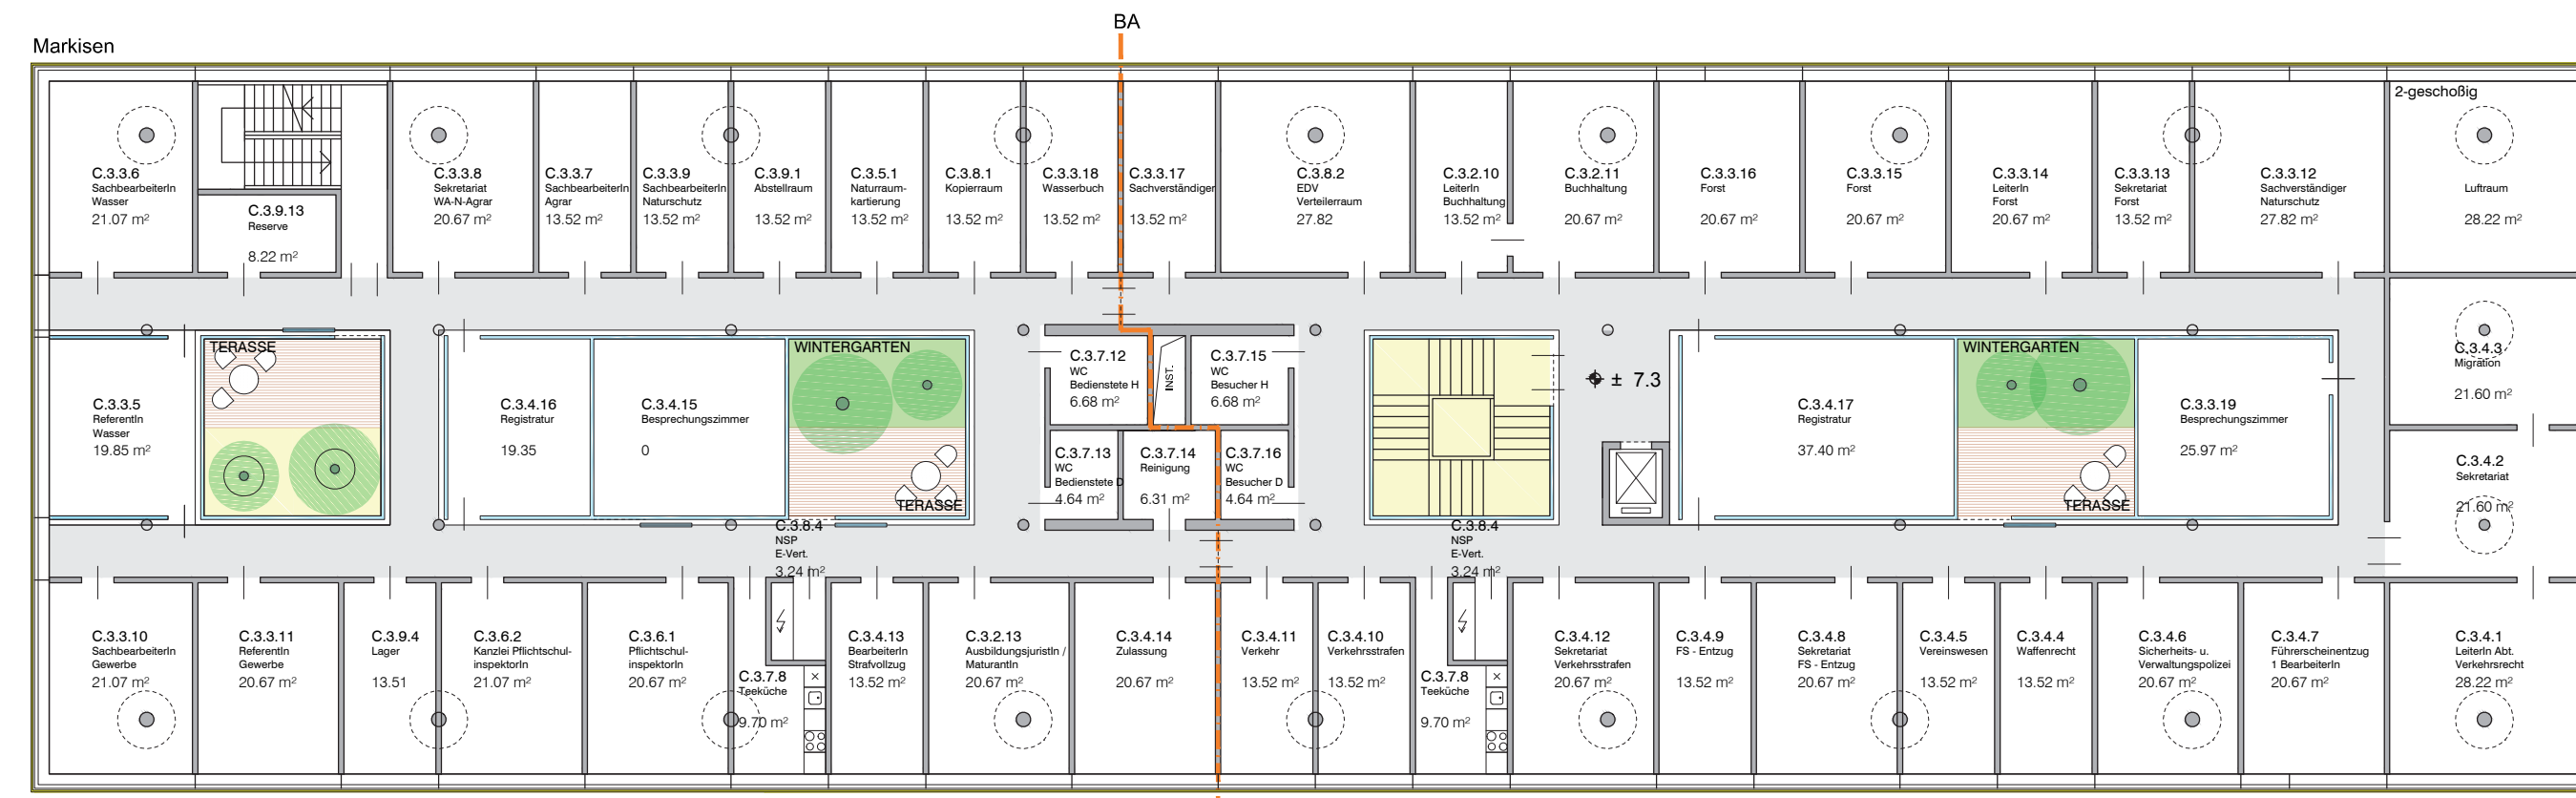 BA
Markisen
2-geschoßig
C.3.3.6
SachbearbeiterIn
Wasser
21.07 m²
C.3.9.13
Reserve
8.22 m²
C.3.3.8
Sekretariat
WA-N-Agrar
20.67 m²
C.3.3.7
SachbearbeiterIn
Agrar
13.52 m²
C.3.3.9
SachbearbeiterIn
Naturschutz
13.52 m²
C.3.9.1
Abstellraum
13.52 m²
C.3.5.1
Naturraum-
kartierung
13.52 m²
C.3.8.1
Kopierraum
13.52 m²
C.3.3.18
Wasserbuch
13.52 m²
C.3.3.17
Sachverständiger
13.52 m²
C.3.8.2
EDV
Verteilerraum
27.82
C.3.2.10
LeiterIn
Buchhaltung
13.52 m²
C.3.2.11
Buchhaltung
20.67 m²
C.3.3.16
Forst
20.67 m²
C.3.3.15
Forst
20.67 m²
C.3.3.14
LeiterIn
Forst
20.67 m²
C.3.3.13
Sekretariat
Forst
13.52 m²
C.3.3.12
Sachverständiger
Naturschutz
27.82 m²
Luftraum
28.22 m²
C.3.3.5
ReferentIn
Wasser
19.85 m²
TERASSE
C.3.4.16
Registratur
19.35
C.3.4.15
Besprechungszimmer
0
WINTERGARTEN
TERASSE
C.3.7.12
WC
Bedienstete H
6.68 m²
INST.
C.3.7.15
WC
Besucher H
6.68 m²
C.3.7.13
WC
Bedienstete D
4.64 m²
C.3.7.14
Reinigung
6.31 m²
C.3.7.16
WC
Besucher D
4.64 m²
± 7.3
C.3.4.17
Registratur
37.40 m²
WINTERGARTEN
TERASSE
C.3.3.19
Besprechungszimmer
25.97 m²
C.3.4.3
Migration
21.60 m²
C.3.4.2
Sekretariat
21.60 m²
C.3.8.4
NSP
E-Vert.
3.24 m²
C.3.8.4
NSP
E-Vert.
3.24 m²
C.3.3.10
SachbearbeiterIn
Gewerbe
21.07 m²
C.3.3.11
ReferentIn
Gewerbe
20.67 m²
C.3.9.4
Lager
13.51
C.3.6.2
Kanzlei Pflichtschul-
inspektorIn
21.07 m²
C.3.6.1
Pflichtschul-
inspektorIn
20.67 m²
C.3.7.8
Teeküche
9.70 m²
C.3.4.13
BearbeiterIn
Strafvollzug
13.52 m²
C.3.2.13
AusbildungsjuristIn /
MaturantIn
20.67 m²
C.3.4.14
Zulassung
20.67 m²
C.3.4.11
Verkehr
13.52 m²
C.3.4.10
Verkehrsstrafen
13.52 m²
C.3.7.8
Teeküche
9.70 m²
C.3.4.12
Sekretariat
Verkehrsstrafen
20.67 m²
C.3.4.9
FS - Entzug
13.52 m²
C.3.4.8
Sekretariat
FS - Entzug
20.67 m²
C.3.4.5
Vereinswesen
13.52 m²
C.3.4.4
Waffenrecht
13.52 m²
C.3.4.6
Sicherheits- u.
Verwaltungspolizei
20.67 m²
C.3.4.7
Führerscheinentzug
1 BearbeiterIn
20.67 m²
C.3.4.1
LeiterIn Abt.
Verkehrsrecht
28.22 m²